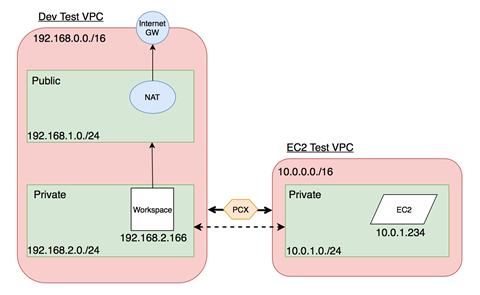 Dev Test VPC
192.168.0.0./16
Internet
GW
Public
NAT
192.168.1.0./24
Private
Workspace
192.168.2.166
192.168.2.0./24
PCX
EC2 Test VPC
10.0.0.0./16
Private
EC2
10.0.1.234
10.0.1.0./24